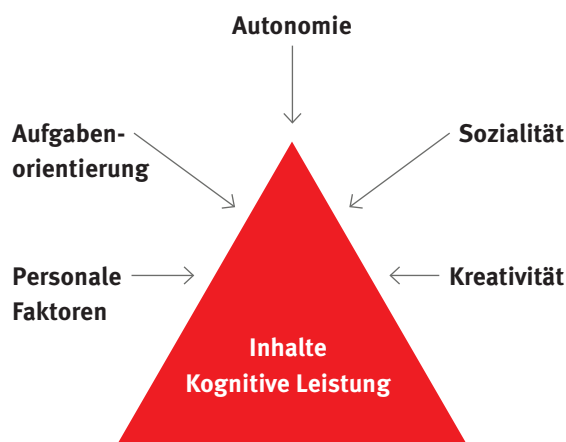 Autonomie
Aufgaben-
orientierung
Sozialität
Personale
Faktoren
Kreativität
Inhalte
Kognitive Leistung